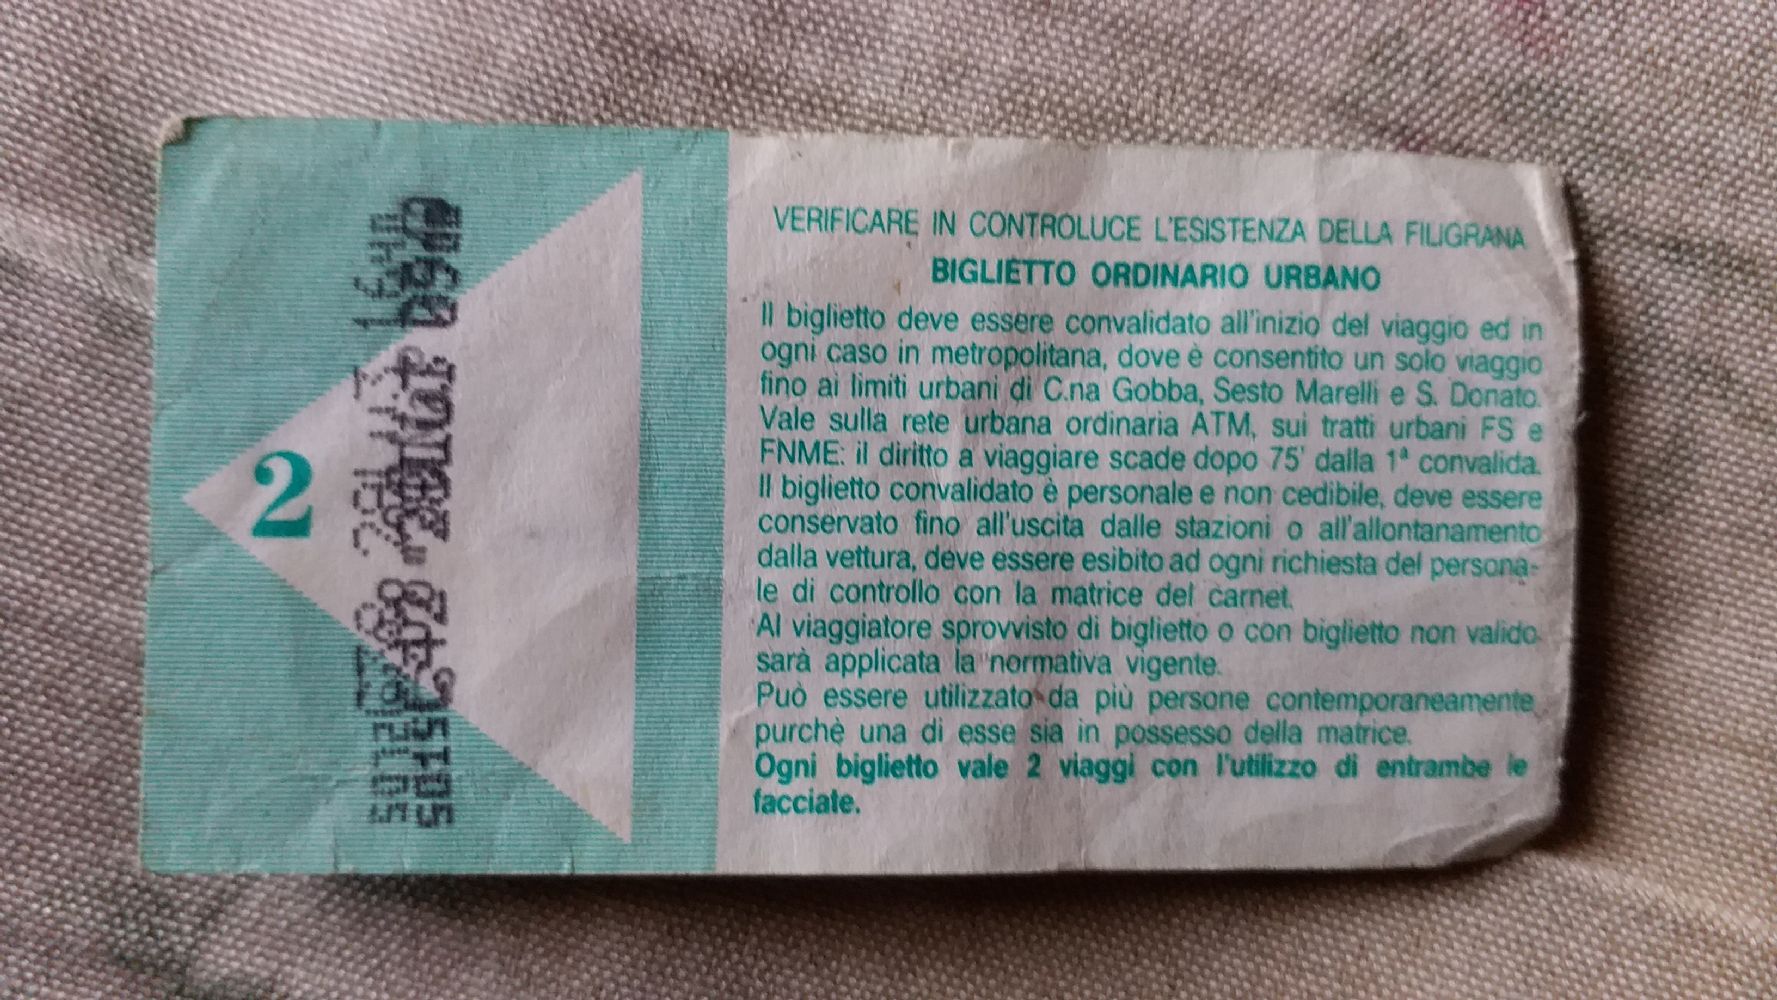 2
VERIFICARE IN CONTROLUCE L'ESISTENZA DELLA FILIGRANA
BIGLIETTO ORDINARIO URBANO
Il biglietto deve essere convalidato all'inizio del viaggio ed in
ogni caso in metropolitana, dove è consentito un solo viaggio
fino ai limiti urbani di C.na Gobba, Sesto Marelli e S. Donato.
Vale sulla rete urbana ordinaria ATM, sui tratti urbani FS e
FNME: il diritto a viaggiare scade dopo 75' dalla 1ª convalida.
Il biglietto convalidato è personale e non cedibile, deve essere
conservato fino all'uscita dalle stazioni o all'allontanamento
dalla vettura, deve essere esibito ad ogni richiesta del persona-
le di controllo con la matrice del carnet.
Al viaggiatore sprovvisto di biglietto o con biglietto non valido
sarà applicata la normativa vigente.
Può essere utilizzato da più persone contemporaneamente
purchè una di esse sia in possesso della matrice.
Ogni biglietto vale 2 viaggi con l'utilizzo di entrambe le
facciate.